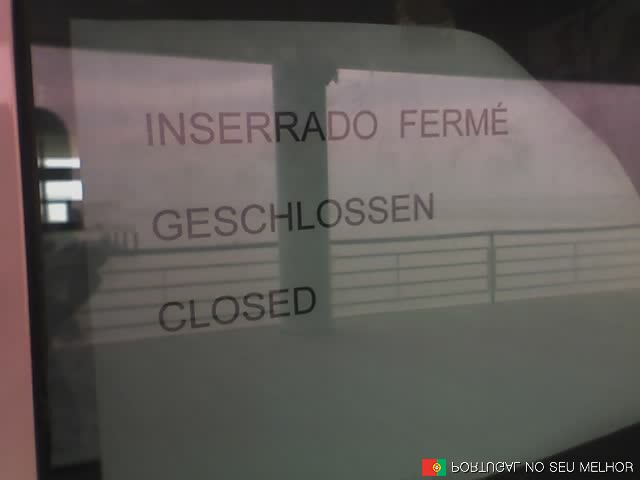 INSERRADO FERMÉ
GESCHLOSSEN
CLOSED
PORTUGAL NO SEU MELHOR